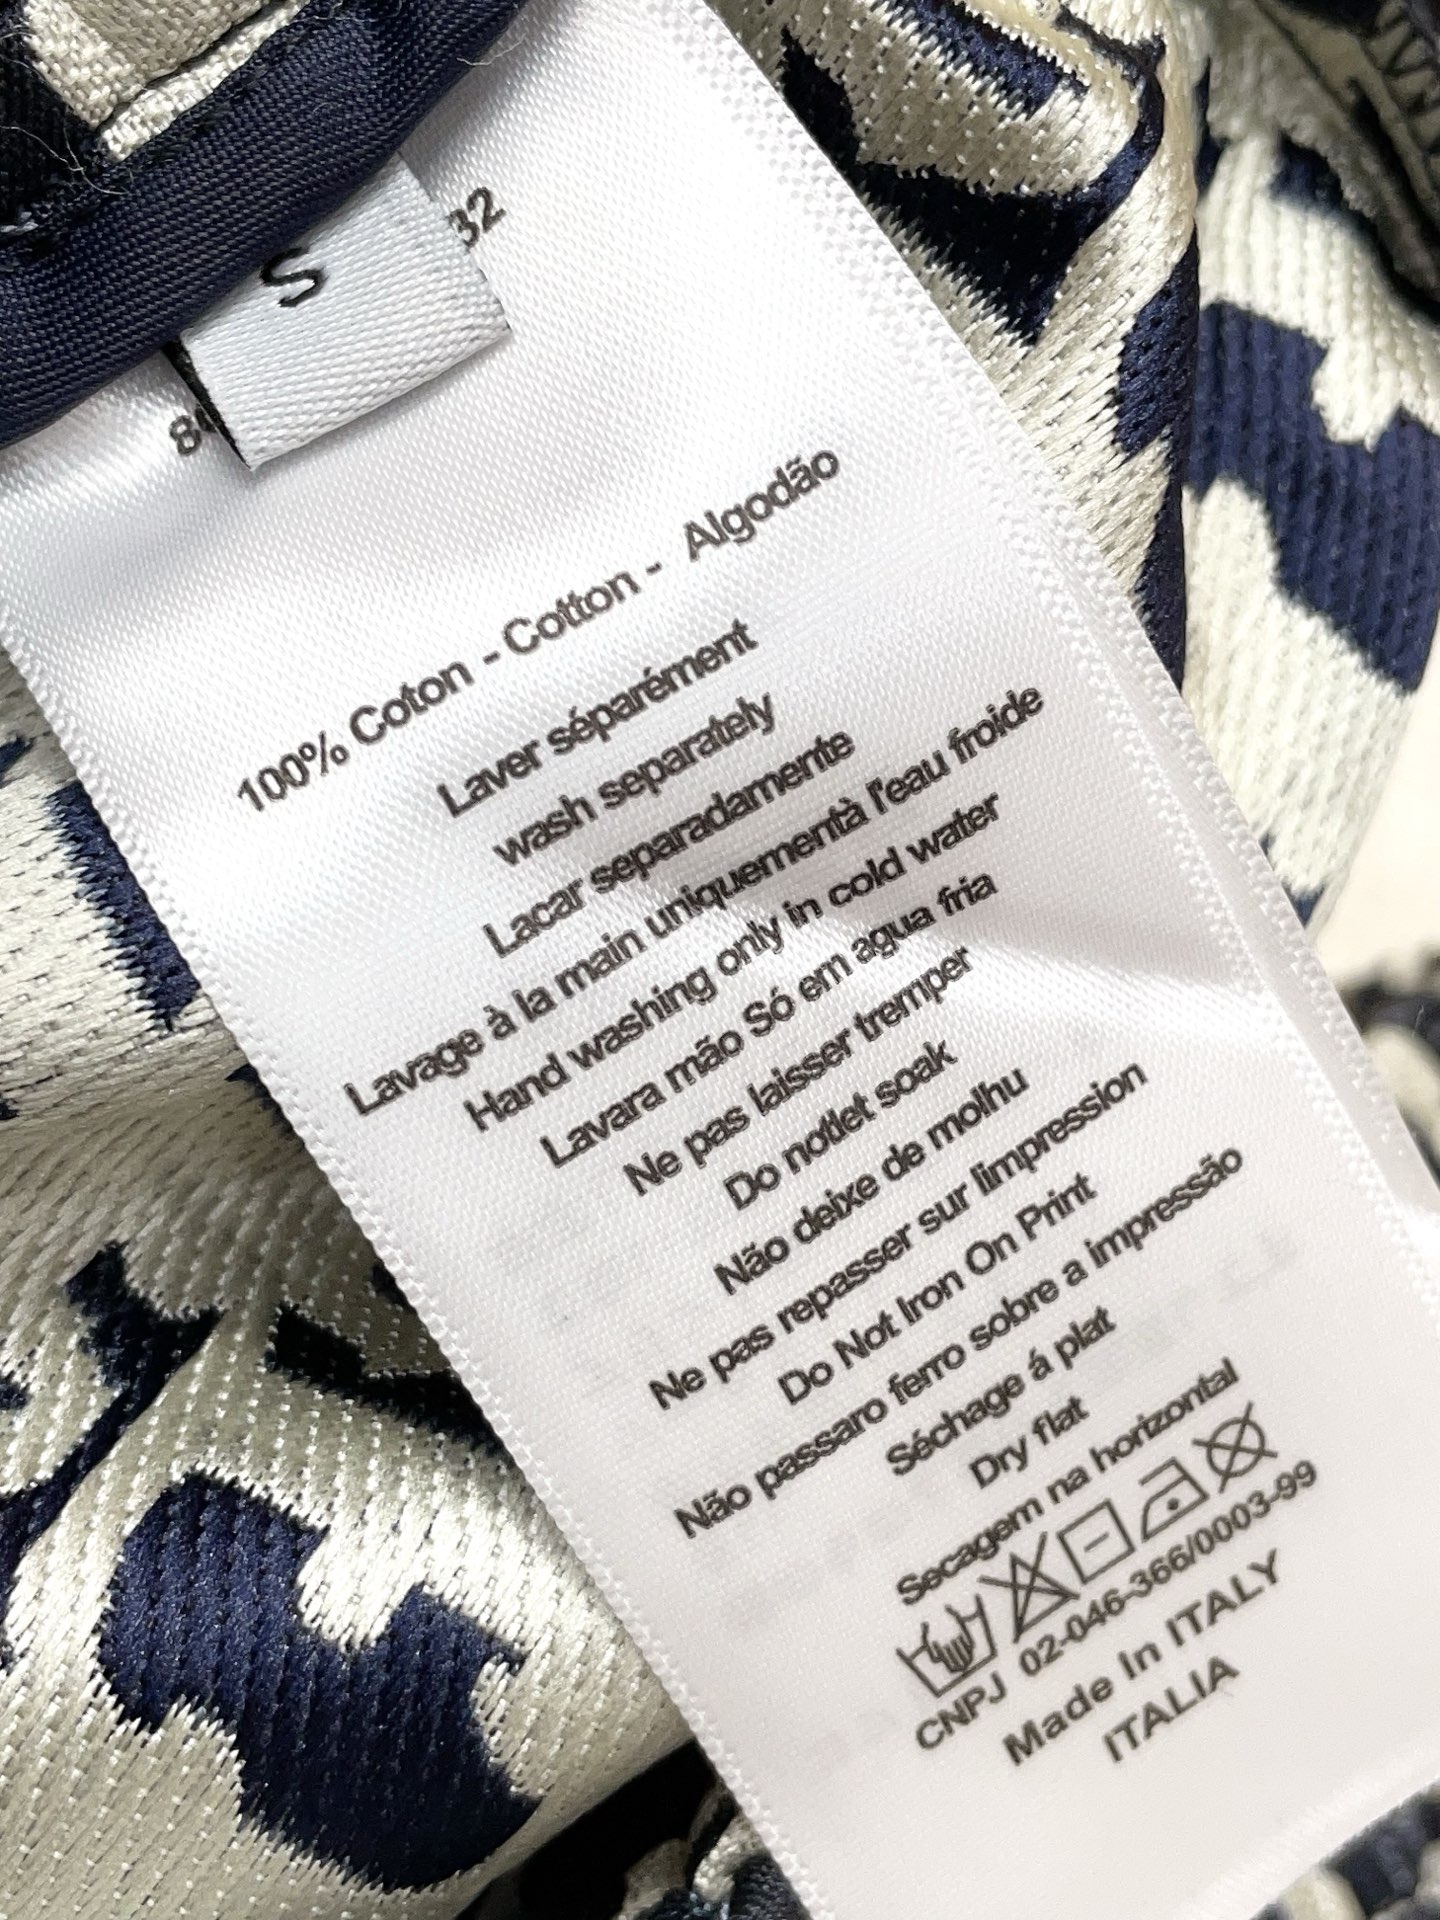 S
32
100% Coton - Cotton - Algodão
Laver séparément
wash separately
Lacar separadamente
Lavage à la main uniquementà l'eau froide
Hand washing only in cold water
Lavara mão Só em agua fria
Ne pas laisser tremper
Do notlet soak
Não deixe de molhu
Ne pas repasser sur limpression
Do Not Iron On Print
Não passaro ferro sobre a impressão
Séchage á plat
Dry flat
Secagem na horizontal
CNPJ 02-046-366/0003-99
Made In ITALY
ITALIA